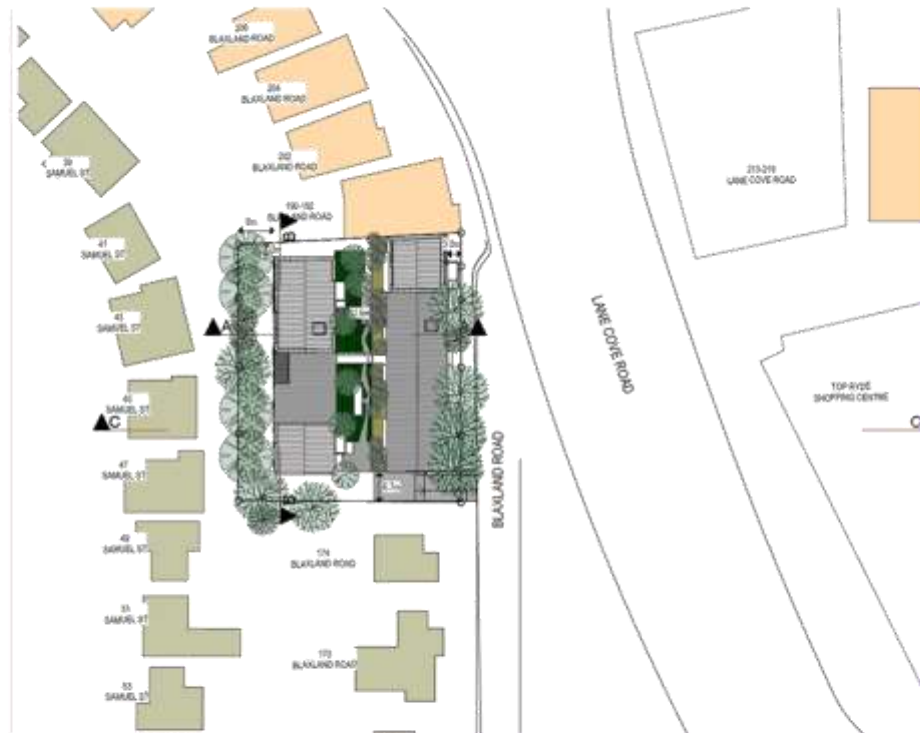 206
BLAXLAND ROAD
204
BLAXLAND ROAD
202
BLAXLAND ROAD
213-219
LANE COVE ROAD
39
SAMUEL ST
190-192
BLAXLAND ROAD
B
41
SAMUEL ST
43
SAMUEL ST
A
LANE COVE ROAD
TOP RYDE
SHOPPING CENTRE
45
SAMUEL ST
C
C
47
SAMUEL ST
BLAXLAND ROAD
B
49
SAMUEL ST
174
BLAXLAND ROAD
51
SAMUEL ST
BLAXLAND ROAD
53
SAMUEL ST